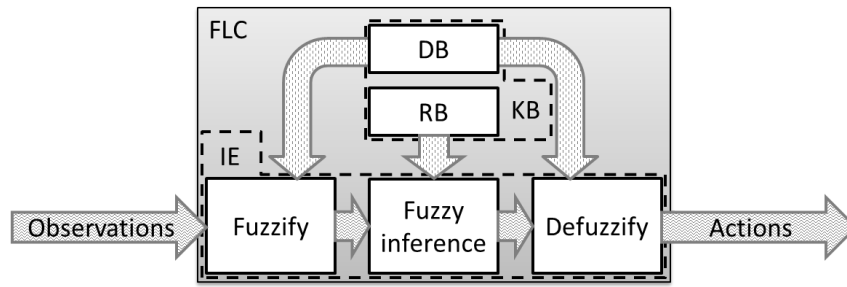 FLC
DB
RB
KB
IE
Observations
Fuzzify
Fuzzy
inference
Defuzzify
Actions